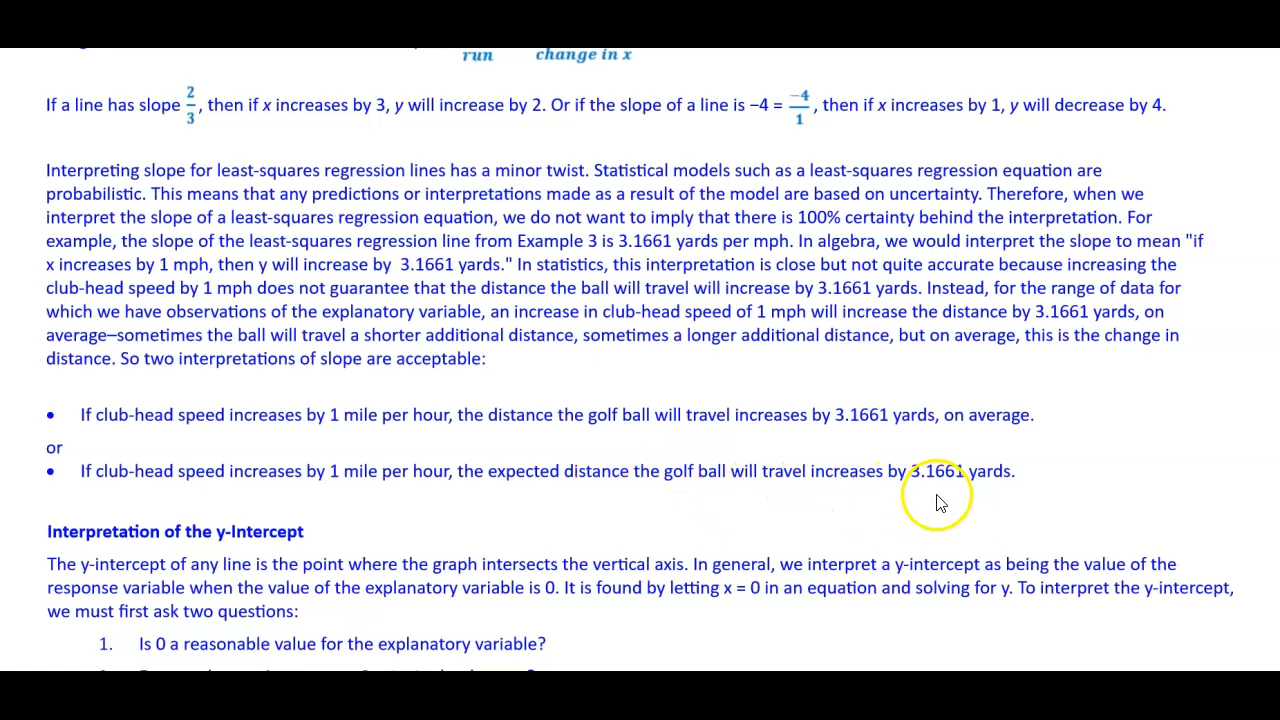 run change in x
If a line has slope 2/3, then if x increases by 3, y will increase by 2. Or if the slope of a line is −4 = −4/1, then if x increases by 1, y will decrease by 4.
Interpreting slope for least-squares regression lines has a minor twist. Statistical models such as a least-squares regression equation are
probabilistic. This means that any predictions or interpretations made as a result of the model are based on uncertainty. Therefore, when we
interpret the slope of a least-squares regression equation, we do not want to imply that there is 100% certainty behind the interpretation. For
example, the slope of the least-squares regression line from Example 3 is 3.1661 yards per mph. In algebra, we would interpret the slope to mean "if
x increases by 1 mph, then y will increase by 3.1661 yards." In statistics, this interpretation is close but not quite accurate because increasing the
club-head speed by 1 mph does not guarantee that the distance the ball will travel will increase by 3.1661 yards. Instead, for the range of data for
which we have observations of the explanatory variable, an increase in club-head speed of 1 mph will increase the distance by 3.1661 yards, on
average–sometimes the ball will travel a shorter additional distance, sometimes a longer additional distance, but on average, this is the change in
distance. So two interpretations of slope are acceptable:
• If club-head speed increases by 1 mile per hour, the distance the golf ball will travel increases by 3.1661 yards, on average.
or
• If club-head speed increases by 1 mile per hour, the expected distance the golf ball will travel increases by 3.1661 yards.
Interpretation of the y-Intercept
The y-intercept of any line is the point where the graph intersects the vertical axis. In general, we interpret a y-intercept as being the value of the
response variable when the value of the explanatory variable is 0. It is found by letting x = 0 in an equation and solving for y. To interpret the y-intercept,
we must first ask two questions:
1. Is 0 a reasonable value for the explanatory variable?